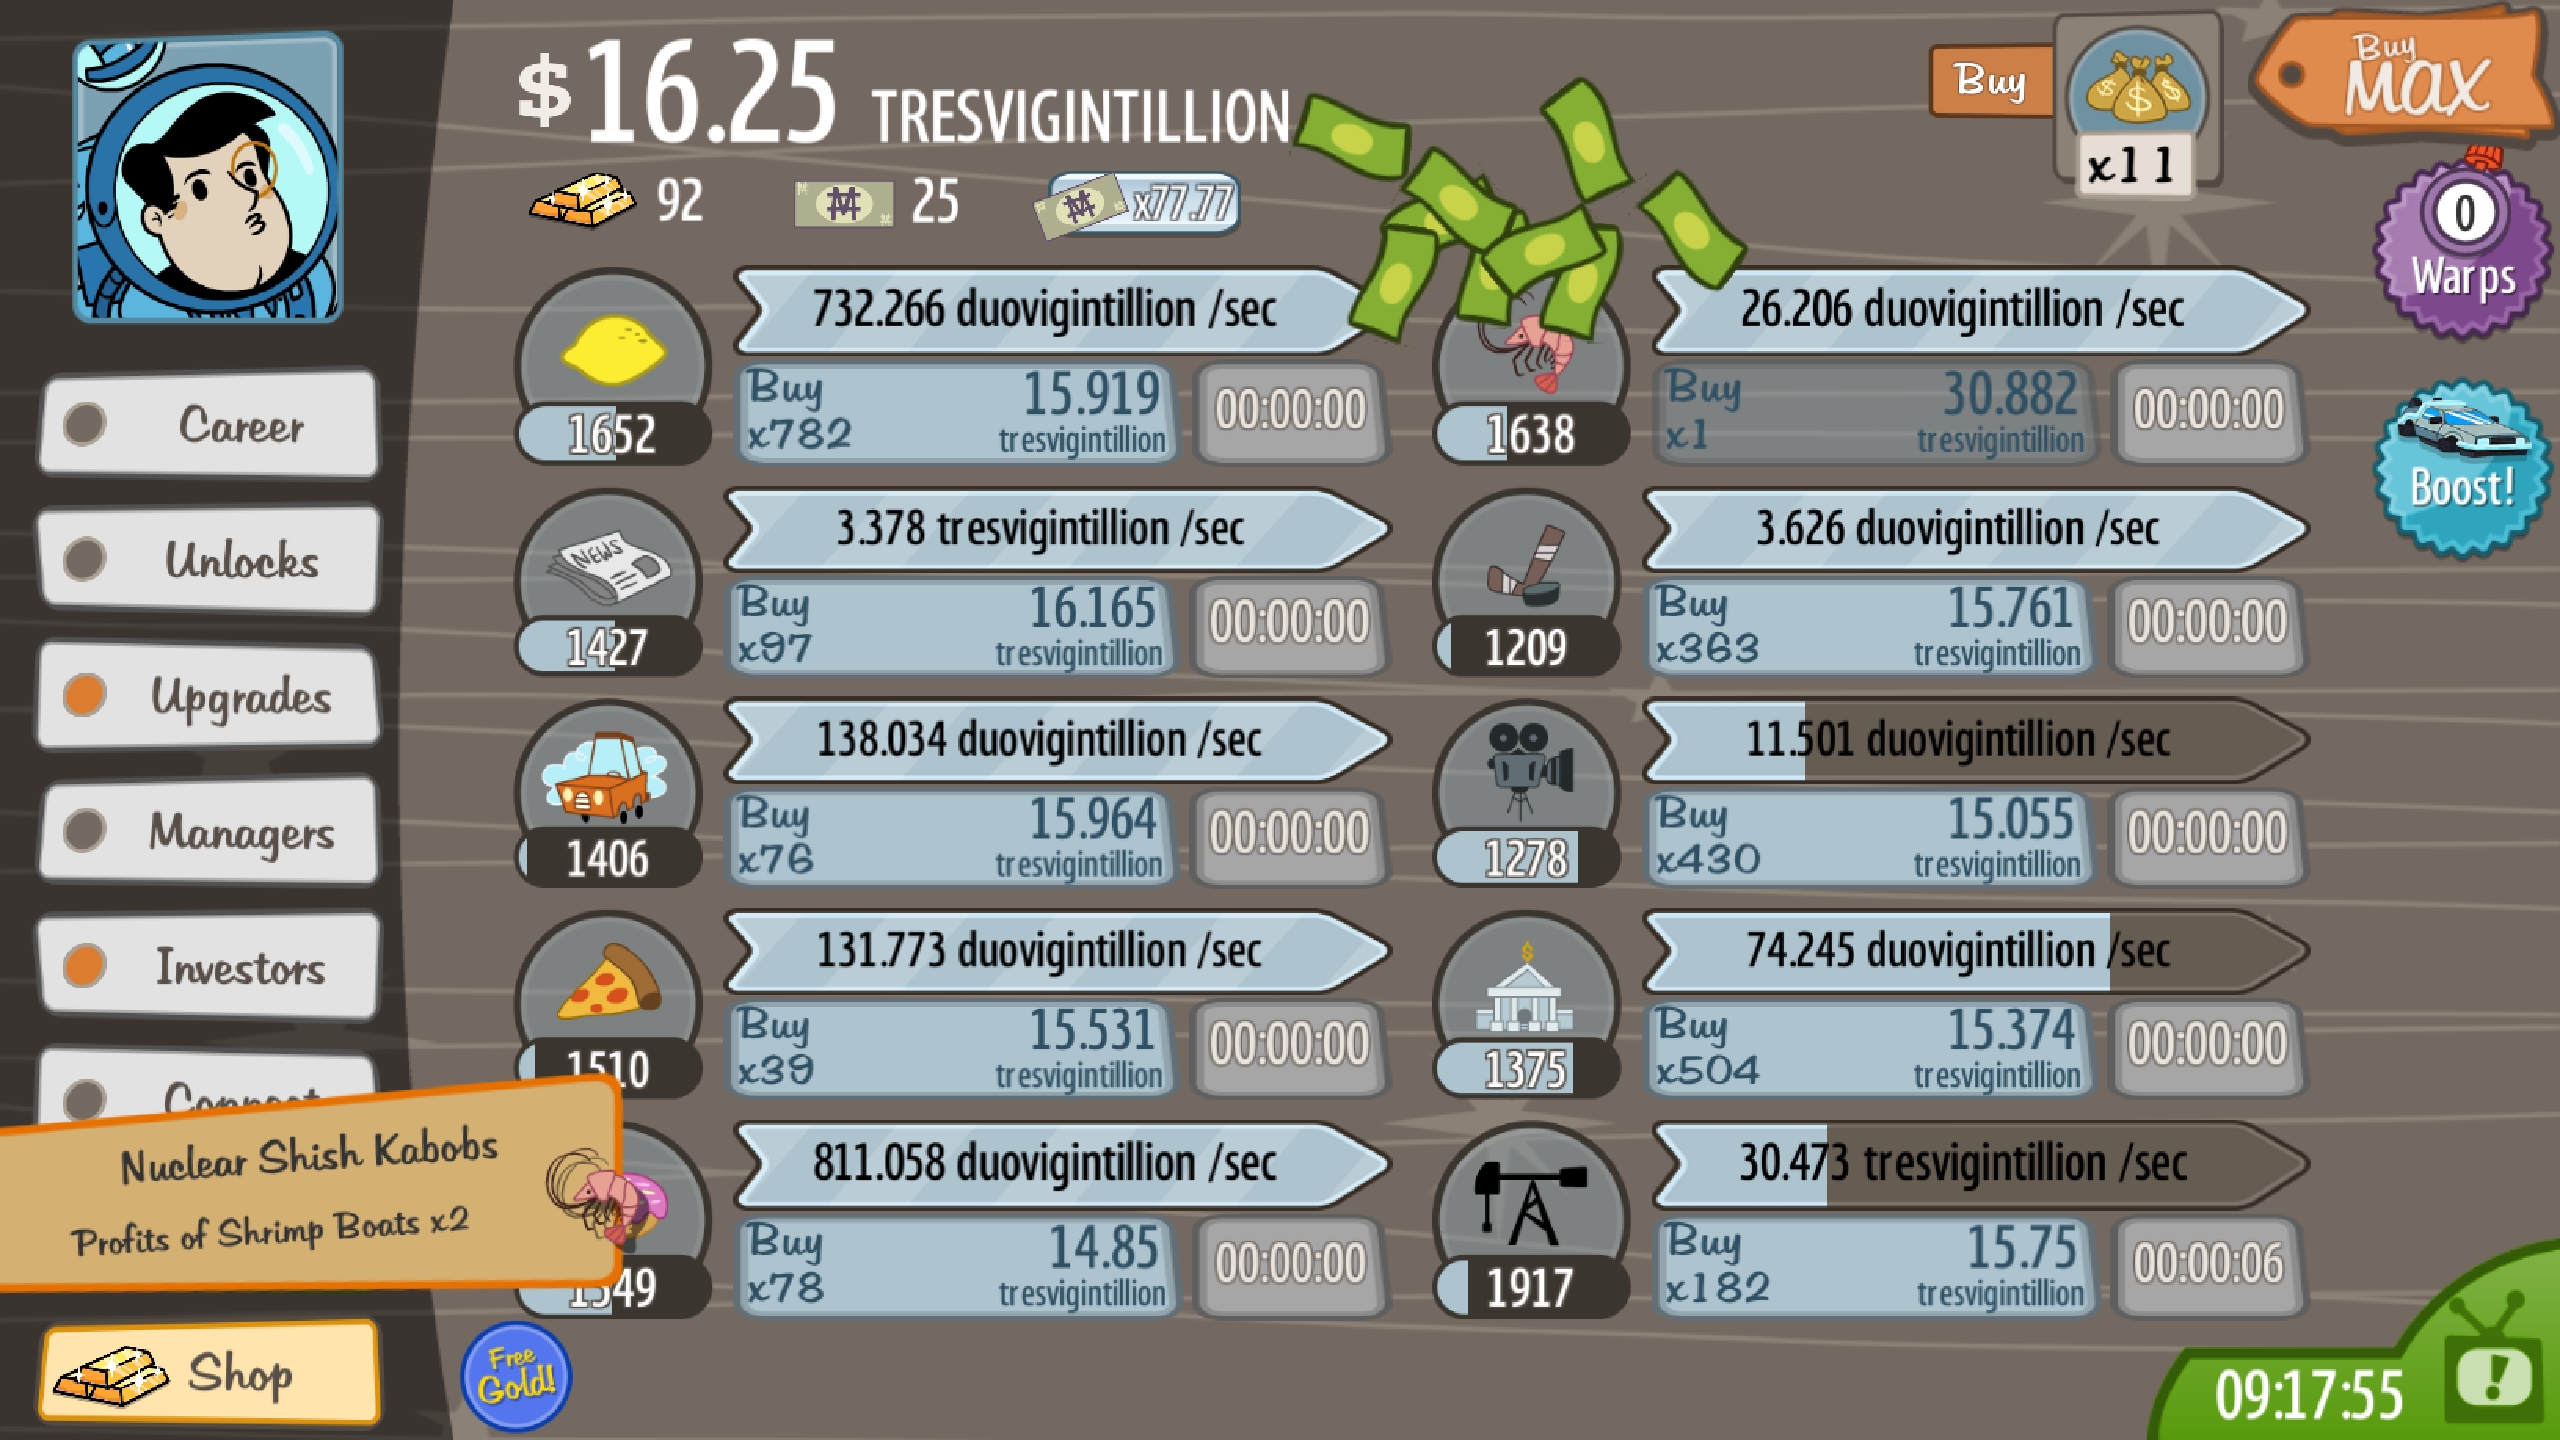 $16.25 TRESVIGINTILLION
92
25
x77.77
Buy
x11
Buy
MAX
0
Warps
Boost!
Career
Unlocks
Upgrades
Managers
Investors
Nuclear Shish Kabobs
Profits of Shrimp Boats x2
Shop
Free
Gold!
1652
732.266 duovigintillion /sec
Buy
x782
15.919
tresvigintillion
00:00:00
NEWS
1427
3.378 tresvigintillion /sec
Buy
x97
16.165
tresvigintillion
00:00:00
1406
138.034 duovigintillion /sec
Buy
x76
15.964
tresvigintillion
00:00:00
1510
131.773 duovigintillion /sec
Buy
x39
15.531
tresvigintillion
00:00:00
1549
811.058 duovigintillion /sec
Buy
x78
14.85
tresvigintillion
00:00:00
1638
26.206 duovigintillion /sec
Buy
x1
30.882
tresvigintillion
00:00:00
1209
3.626 duovigintillion /sec
Buy
x363
15.761
tresvigintillion
00:00:00
1278
11.501 duovigintillion /sec
Buy
x430
15.055
tresvigintillion
00:00:00
1375
74.245 duovigintillion /sec
Buy
x504
15.374
tresvigintillion
00:00:00
1917
30.473 tresvigintillion /sec
Buy
x182
15.75
tresvigintillion
00:00:06
09:17:55